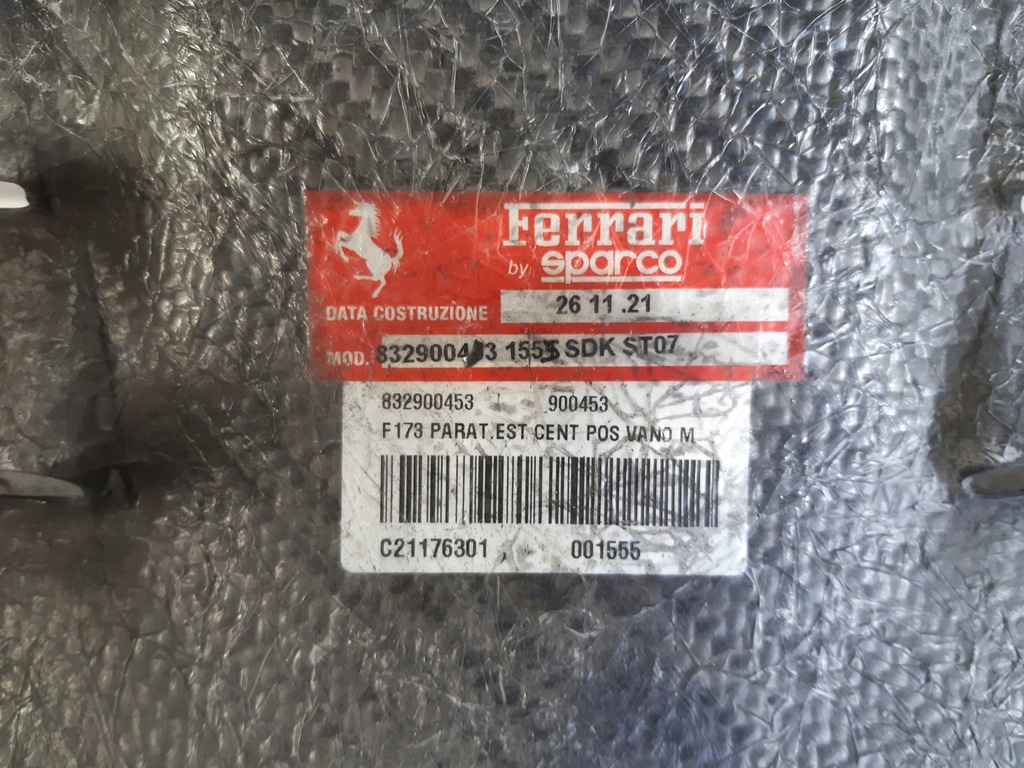 Ferrari
by sparco
DATA COSTRUZIONE 26 11 .21
MOD. 1555 SDK ST07
832900453 900453
F173 PARAT.EST CENT POS VANO M
C21176301 001555